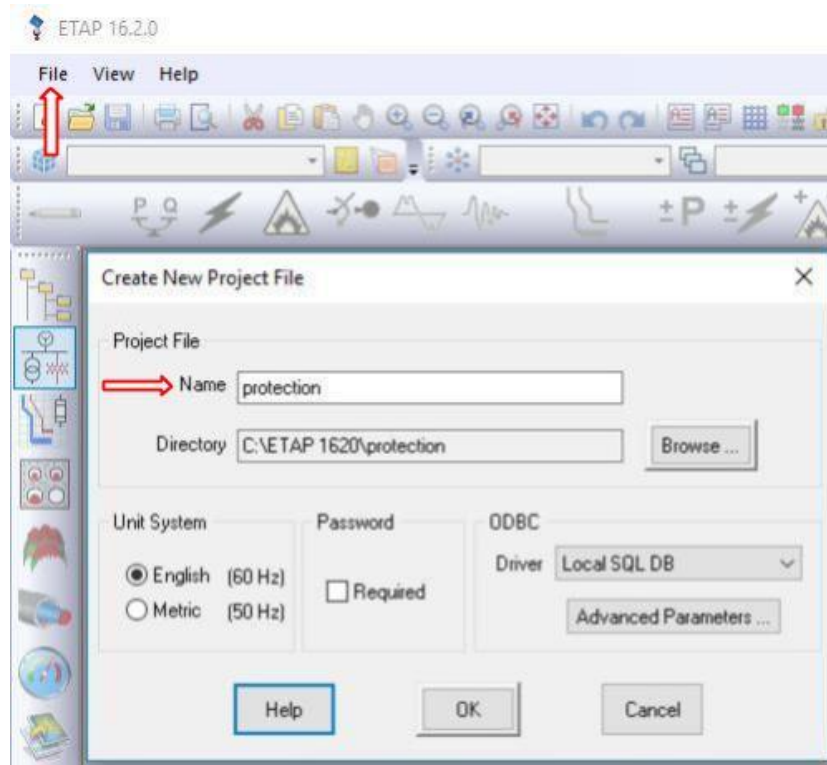 ETAP 16.2.0
File View Help
P Q
± P ±
+
Create New Project File
Project File
Name protection
Directory C:\ETAP 1620\protection Browse ...
Unit System Password ODBC
English (60 Hz) Required Driver Local SQL DB
Metric (50 Hz) Advanced Parameters ...
Help OK Cancel